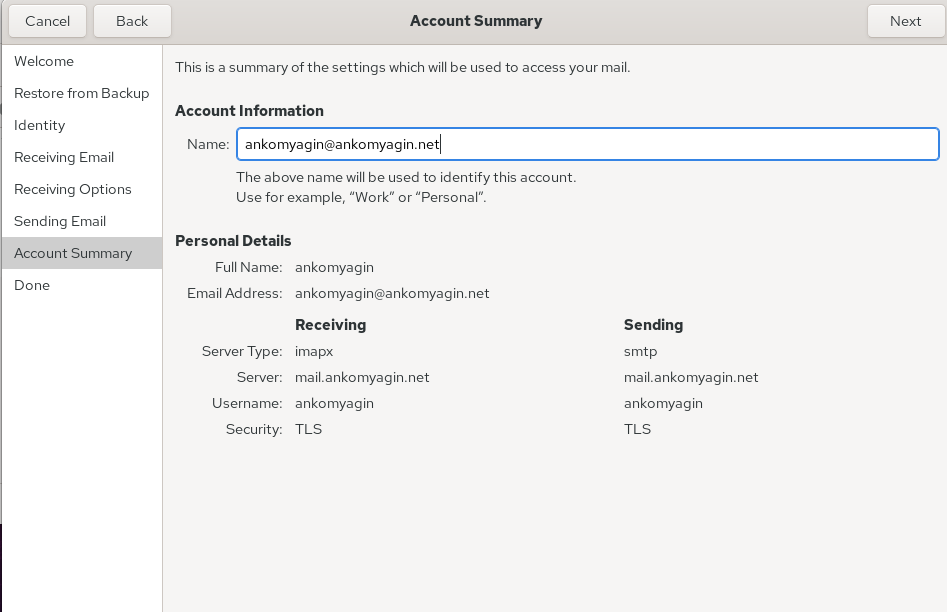 Cancel Back Account Summary Next
Welcome
Restore from Backup
Identity
Receiving Email
Receiving Options
Sending Email
Account Summary
Done
This is a summary of the settings which will be used to access your mail.
Account Information
Name: ankomyagin@ankomyagin.net
The above name will be used to identify this account.
Use for example, “Work” or “Personal”.
Personal Details
Full Name: ankomyagin
Email Address: ankomyagin@ankomyagin.net
Receiving Sending
Server Type: imapx smtp
Server: mail.ankomyagin.net mail.ankomyagin.net
Username: ankomyagin ankomyagin
Security: TLS TLS